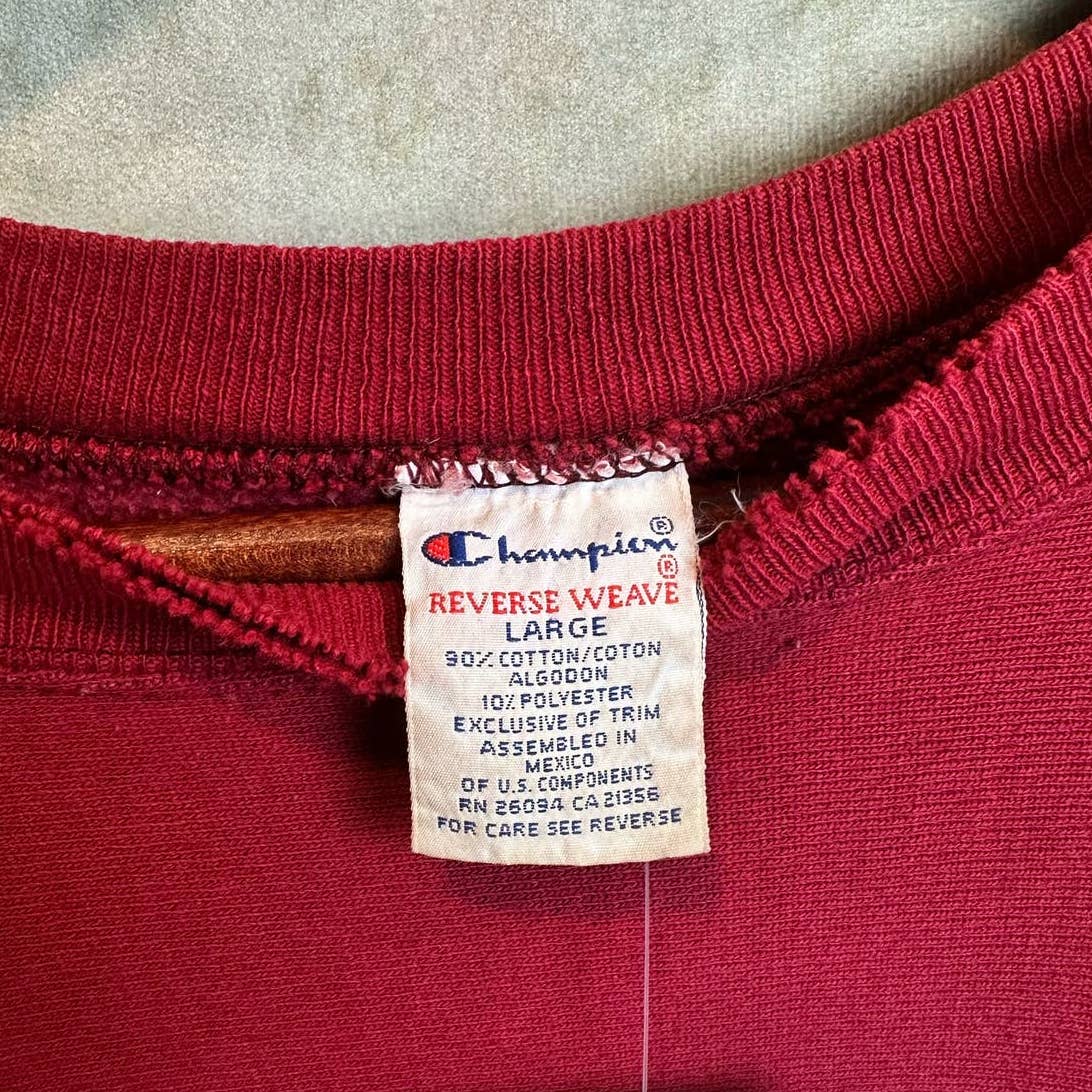 Champion®
®
REVERSE WEAVE
LARGE
90% COTTON/COTON
ALGODON
10% POLYESTER
EXCLUSIVE OF TRIM
ASSEMBLED IN
MEXICO
OF U.S. COMPONENTS
RN 26094 CA 21356
FOR CARE SEE REVERSE